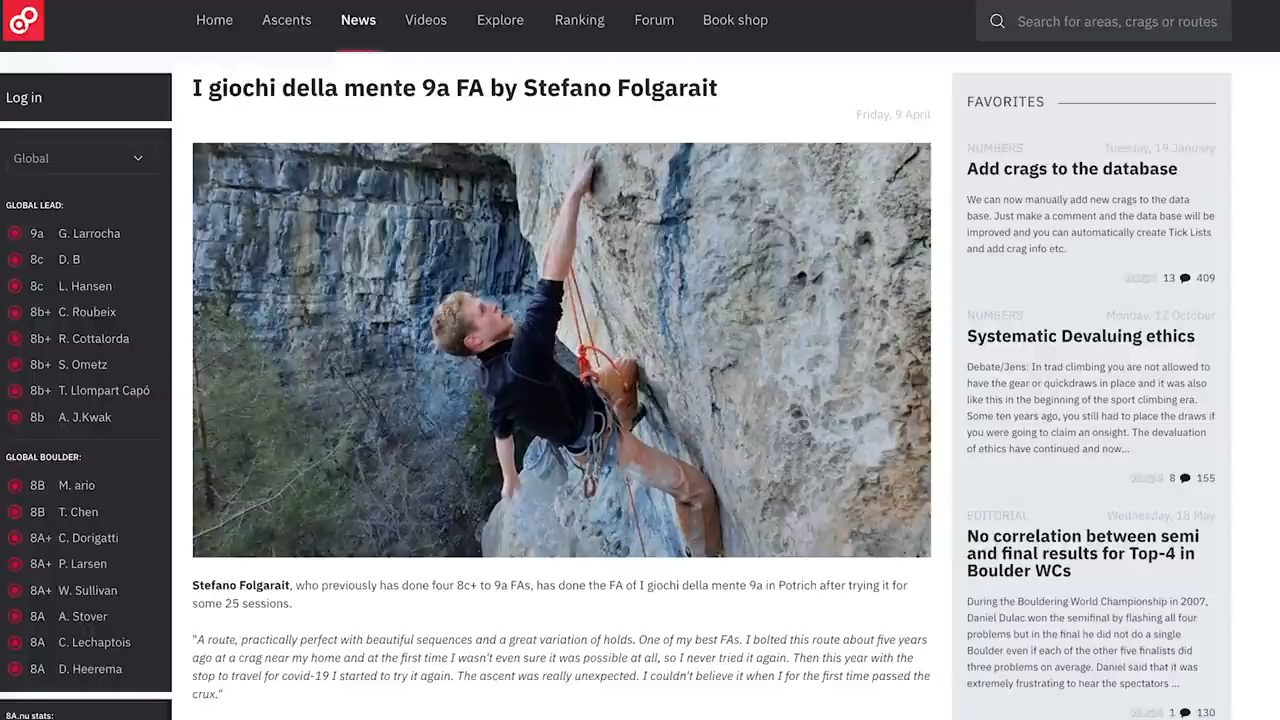 Home Ascents News Videos Explore Ranking Forum Book shop
Search for areas, crags or routes
Log in
Global
GLOBAL LEAD:
9a G. Larrocha
8c D. B
8c L. Hansen
8b+ C. Roubeix
8b+ R. Cottalorda
8b+ S. Ometz
8b+ T. Llompart Capó
8b A. J.Kwak
GLOBAL BOULDER:
8B M. ario
8B T. Chen
8A+ C. Dorigatti
8A+ P. Larsen
8A+ W. Sullivan
8A A. Stover
8A C. Lechaptois
8A D. Heerema
8A.nu stats:
I giochi della mente 9a FA by Stefano Folgarait
Friday, 9 April
Stefano Folgarait, who previously has done four 8c+ to 9a FAs, has done the FA of I giochi della mente 9a in Potrich after trying it for
some 25 sessions.
"A route, practically perfect with beautiful sequences and a great variation of holds. One of my best FAs. I bolted this route about five years
ago at a crag near my home and at the first time I wasn't even sure it was possible at all, so I never tried it again. Then this year with the
stop to travel for covid-19 I started to try it again. The ascent was really unexpected. I couldn't believe it when I for the first time passed the
crux."
FAVORITES
NUMBERS Tuesday, 19 January
Add crags to the database
We can now manually add new crags to the data
base. Just make a comment and the data base will be
improved and you can automatically create Tick Lists
and add crag info etc.
13 409
NUMBERS Monday, 12 October
Systematic Devaluing ethics
Debate/Jens: In trad climbing you are not allowed to
have the gear or quickdraws in place and it was also
like this in the beginning of the sport climbing era.
Some ten years ago, you still had to place the draws if
you were going to claim an onsight. The devaluation
of ethics have continued and now...
8 155
EDITORIAL Wednesday, 18 May
No correlation between semi
and final results for Top-4 in
Boulder WCs
During the Bouldering World Championship in 2007,
Daniel Dulac won the semifinal by flashing all four
problems but in the final he did not do a single
Boulder even if each of the other five finalists did
three problems on average. Daniel said that it was
extremely frustrating to hear the spectators ...
1 130